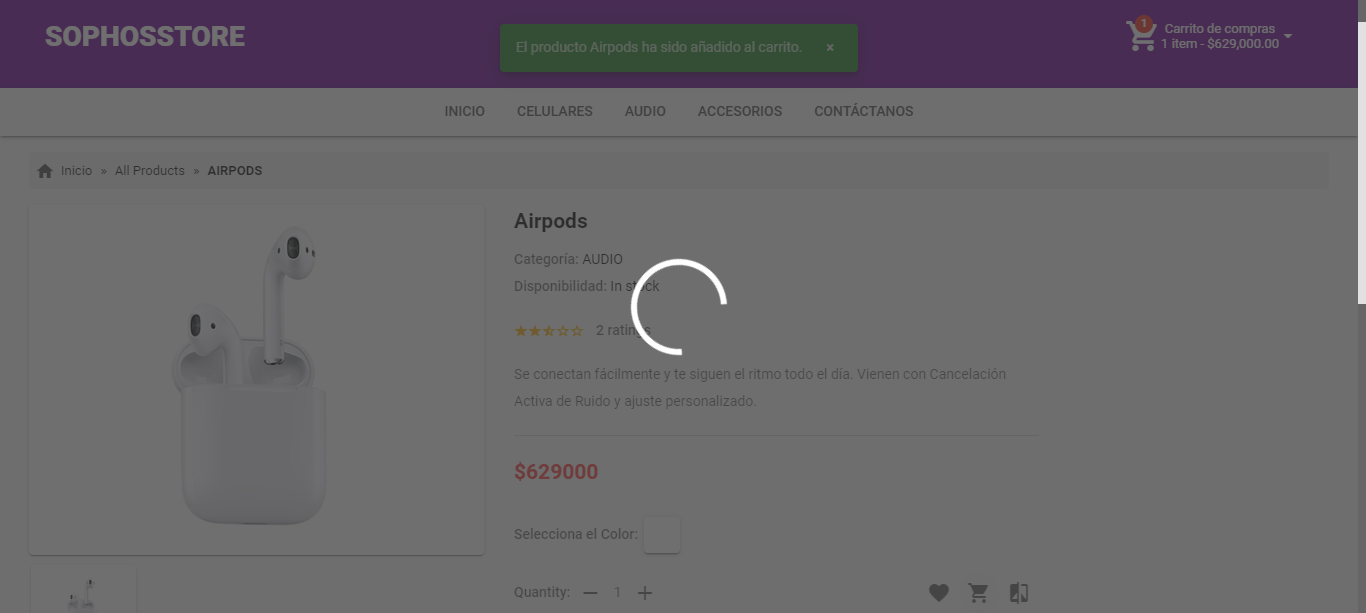 SOPHOSSTORE
El producto Airpods ha sido añadido al carrito. ×
1
Carrito de compras
1 item - $629,000.00
INICIO CELULARES AUDIO ACCESORIOS CONTÁCTANOS
Inicio » All Products » AIRPODS
Airpods
Categoría: AUDIO
Disponibilidad: In stock
2 ratings
Se conectan fácilmente y te siguen el ritmo todo el día. Vienen con Cancelación
Activa de Ruido y ajuste personalizado.
$629000
Selecciona el Color:
Quantity: 1